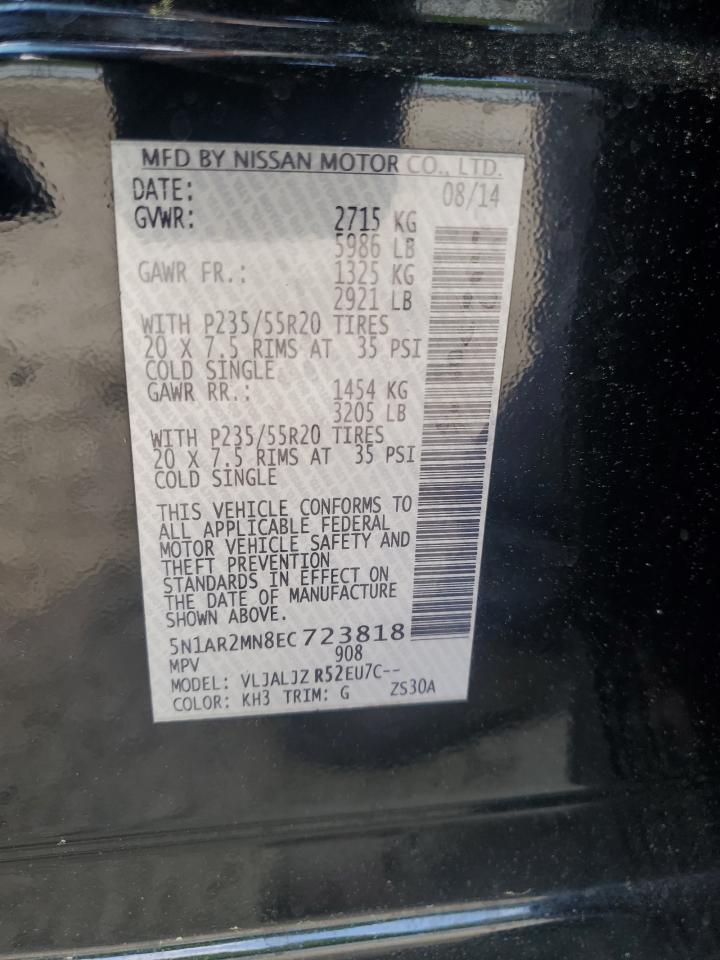 MFD BY NISSAN MOTOR CO., LTD.
DATE: 08/14
GVWR: 2715 KG
5986 LB
GAWR FR.: 1325 KG
2921 LB
WITH P235/55R20 TIRES
20 X 7.5 RIMS AT 35 PSI
COLD SINGLE
GAWR RR.: 1454 KG
3205 LB
WITH P235/55R20 TIRES
20 X 7.5 RIMS AT 35 PSI
COLD SINGLE
THIS VEHICLE CONFORMS TO
ALL APPLICABLE FEDERAL
MOTOR VEHICLE SAFETY AND
THEFT PREVENTION
STANDARDS IN EFFECT ON
THE DATE OF MANUFACTURE
SHOWN ABOVE.
5N1AR2MN8EC723818
MPV 908
MODEL: VLJALJZ R52EU7C--
COLOR: KH3 TRIM: G ZS30A